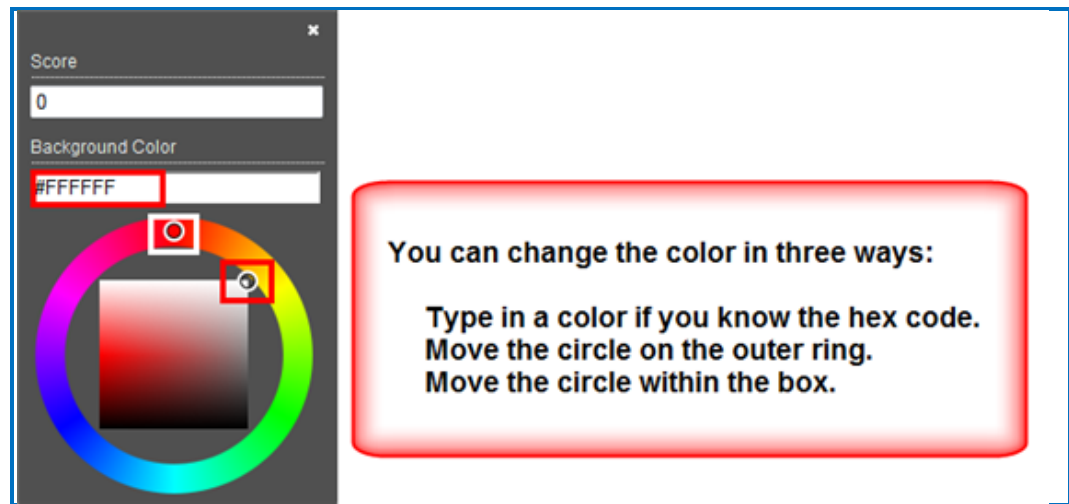 Score
0
Background Color
#FFFFFF
You can change the color in three ways:
Type in a color if you know the hex code.
Move the circle on the outer ring.
Move the circle within the box.